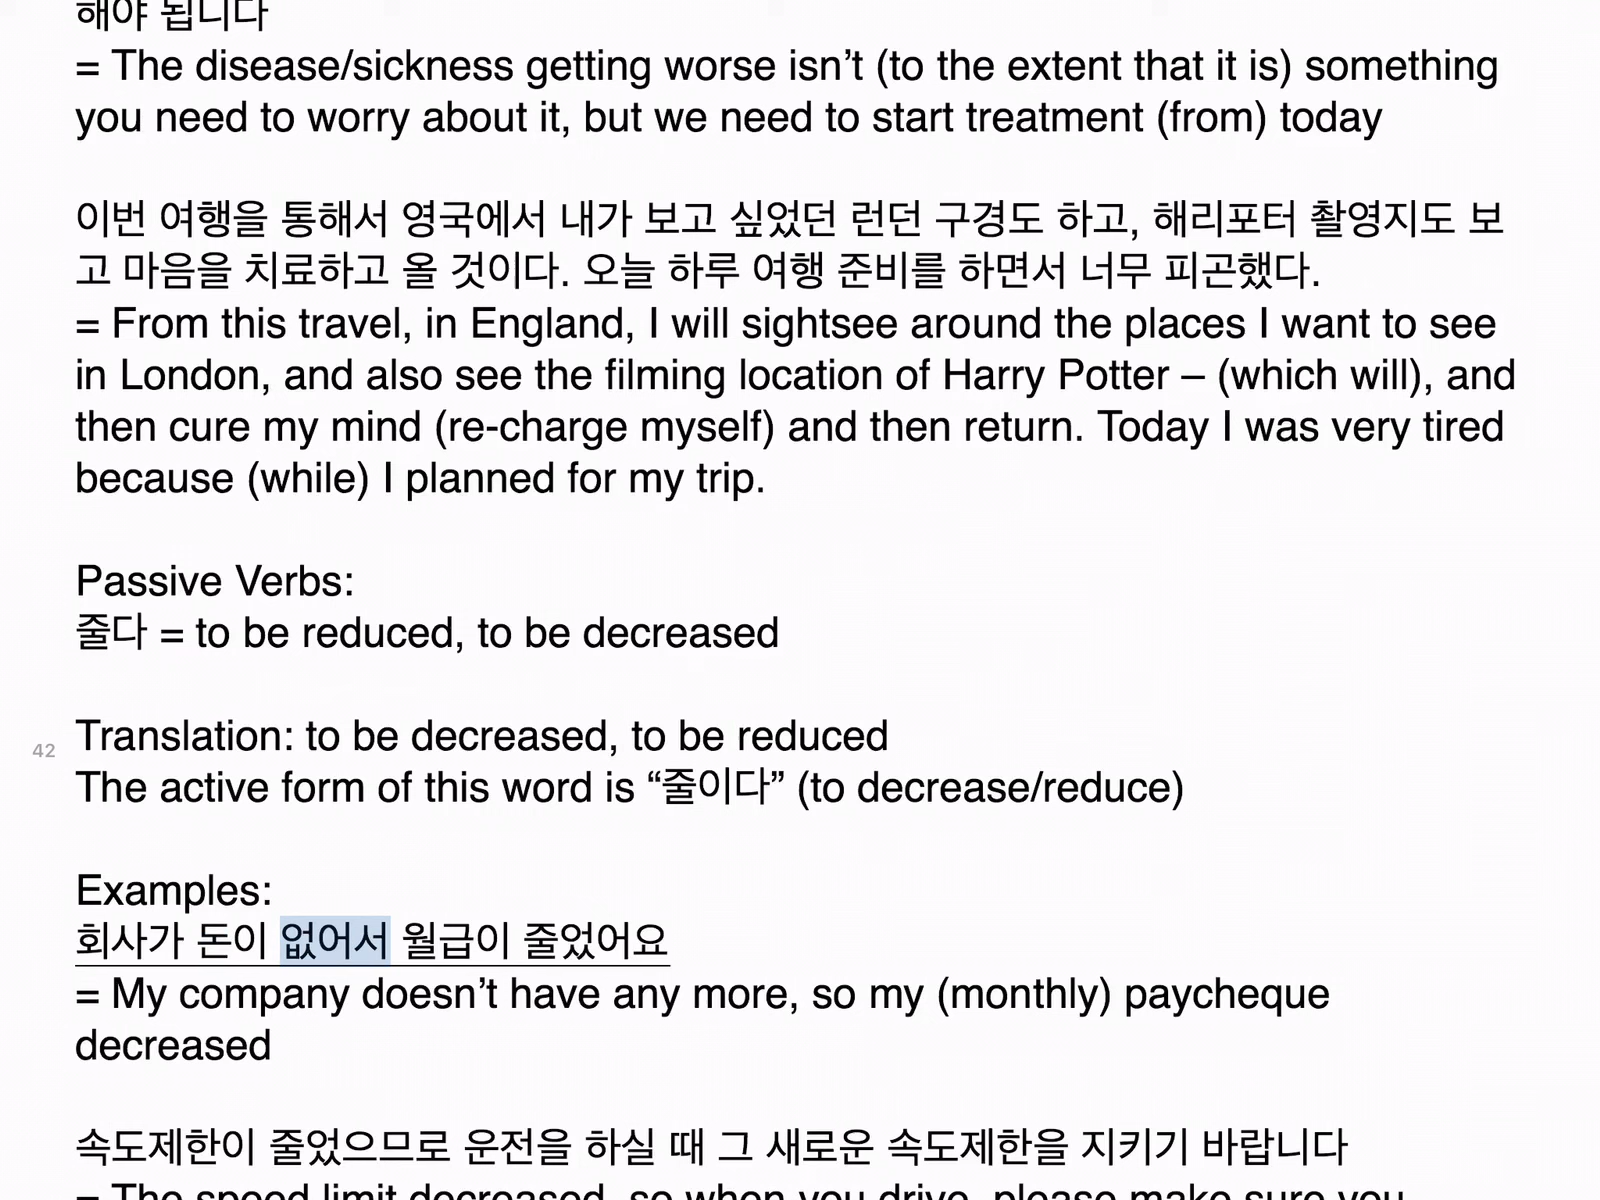 해야 됩니다
= The disease/sickness getting worse isn’t (to the extent that it is) something
you need to worry about it, but we need to start treatment (from) today
이번 여행을 통해서 영국에서 내가 보고 싶었던 런던 구경도 하고, 해리포터 촬영지도 보
고 마음을 치료하고 올 것이다. 오늘 하루 여행 준비를 하면서 너무 피곤했다.
= From this travel, in England, I will sightsee around the places I want to see
in London, and also see the filming location of Harry Potter – (which will), and
then cure my mind (re-charge myself) and then return. Today I was very tired
because (while) I planned for my trip.
Passive Verbs:
줄다 = to be reduced, to be decreased
42
Translation: to be decreased, to be reduced
The active form of this word is “줄이다” (to decrease/reduce)
Examples:
회사가 돈이 없어서 월급이 줄었어요
= My company doesn’t have any more, so my (monthly) paycheque
decreased
속도제한이 줄었으므로 운전을 하실 때 그 새로운 속도제한을 지키기 바랍니다
= The speed limit decreased, so when you drive, please make sure you